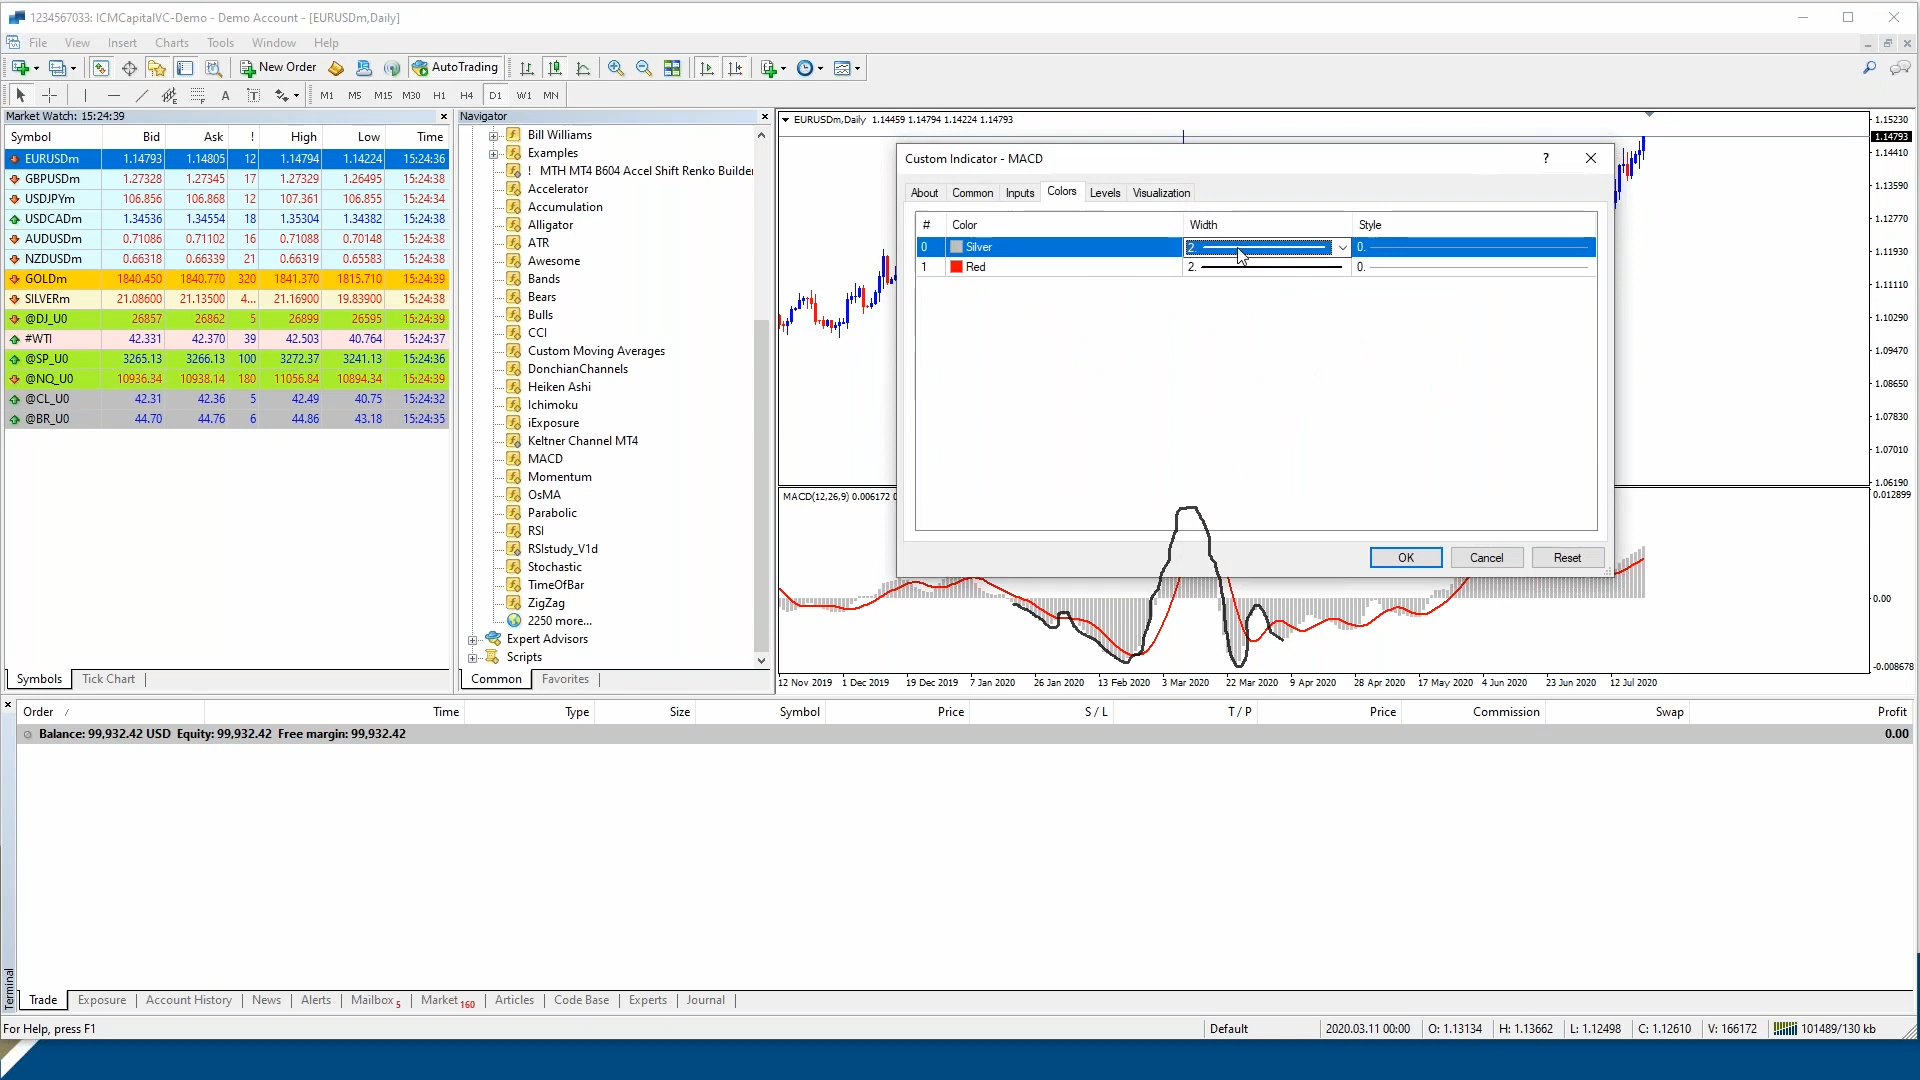 1234567033: ICMCapitalVC-Demo - Demo Account - [EURUSDm,Daily]
File View Insert Charts Tools Window Help
New Order AutoTrading
A T M1 M5 M15 M30 H1 H4 D1 W1 MN
Market Watch: 15:24:39
Symbol Bid Ask ! High Low Time
EURUSDm 1.14793 1.14805 12 1.14794 1.14224 15:24:36
GBPUSDm 1.27328 1.27345 17 1.27329 1.26495 15:24:38
USDJPYm 106.856 106.868 12 107.361 106.855 15:24:34
USDCADm 1.34536 1.34554 18 1.35304 1.34382 15:24:38
AUDUSDm 0.71086 0.71102 16 0.71088 0.70148 15:24:38
NZDUSDm 0.66318 0.66339 21 0.66319 0.65583 15:24:38
GOLDm 1840.450 1840.770 320 1841.370 1815.710 15:24:39
SILVERm 21.08600 21.13500 4... 21.16900 19.83900 15:24:38
@DJ_U0 26857 26862 5 26899 26595 15:24:39
#WTI 42.331 42.370 39 42.503 40.764 15:24:37
@SP_U0 3265.13 3266.13 100 3272.37 3241.13 15:24:36
@NQ_U0 10936.34 10938.14 180 11056.84 10894.34 15:24:39
@CL_U0 42.31 42.36 5 42.49 40.75 15:24:32
@BR_U0 44.70 44.76 6 44.86 43.18 15:24:35
Symbols Tick Chart
Navigator
Bill Williams
Examples
! MTH MT4 B604 Accel Shift Renko Builder
Accelerator
Accumulation
Alligator
ATR
Awesome
Bands
Bears
Bulls
CCI
Custom Moving Averages
DonchianChannels
Heiken Ashi
Ichimoku
iExposure
Keltner Channel MT4
MACD
Momentum
OsMA
Parabolic
RSI
RSIstudy_V1d
Stochastic
TimeOfBar
ZigZag
2250 more...
Expert Advisors
Scripts
Common Favorites
EURUSDm,Daily 1.14459 1.14794 1.14224 1.14793
1.15230
1.14793
1.14410
1.13590
1.12770
1.11930
1.11110
1.10290
1.09470
1.08650
1.07830
1.07010
1.06190
Custom Indicator - MACD ?
About Common Inputs Colors Levels Visualization
# Color Width Style
0 Silver 2. 0.
1 Red 2. 0.
OK Cancel Reset
MACD(12,26,9) 0.006172
0.012899
0.00
-0.008678
12 Nov 2019 1 Dec 2019 19 Dec 2019 7 Jan 2020 26 Jan 2020 13 Feb 2020 3 Mar 2020 22 Mar 2020 9 Apr 2020 28 Apr 2020 17 May 2020 4 Jun 2020 23 Jun 2020 12 Jul 2020
Order / Time Type Size Symbol Price S / L T / P Price Commission Swap Profit
Balance: 99,932.42 USD Equity: 99,932.42 Free margin: 99,932.42 0.00
Terminal
Trade Exposure Account History News Alerts Mailbox 5 Market 160 Articles Code Base Experts Journal
For Help, press F1 Default 2020.03.11 00:00 O: 1.13134 H: 1.13662 L: 1.12498 C: 1.12610 V: 166172 101489/130 kb